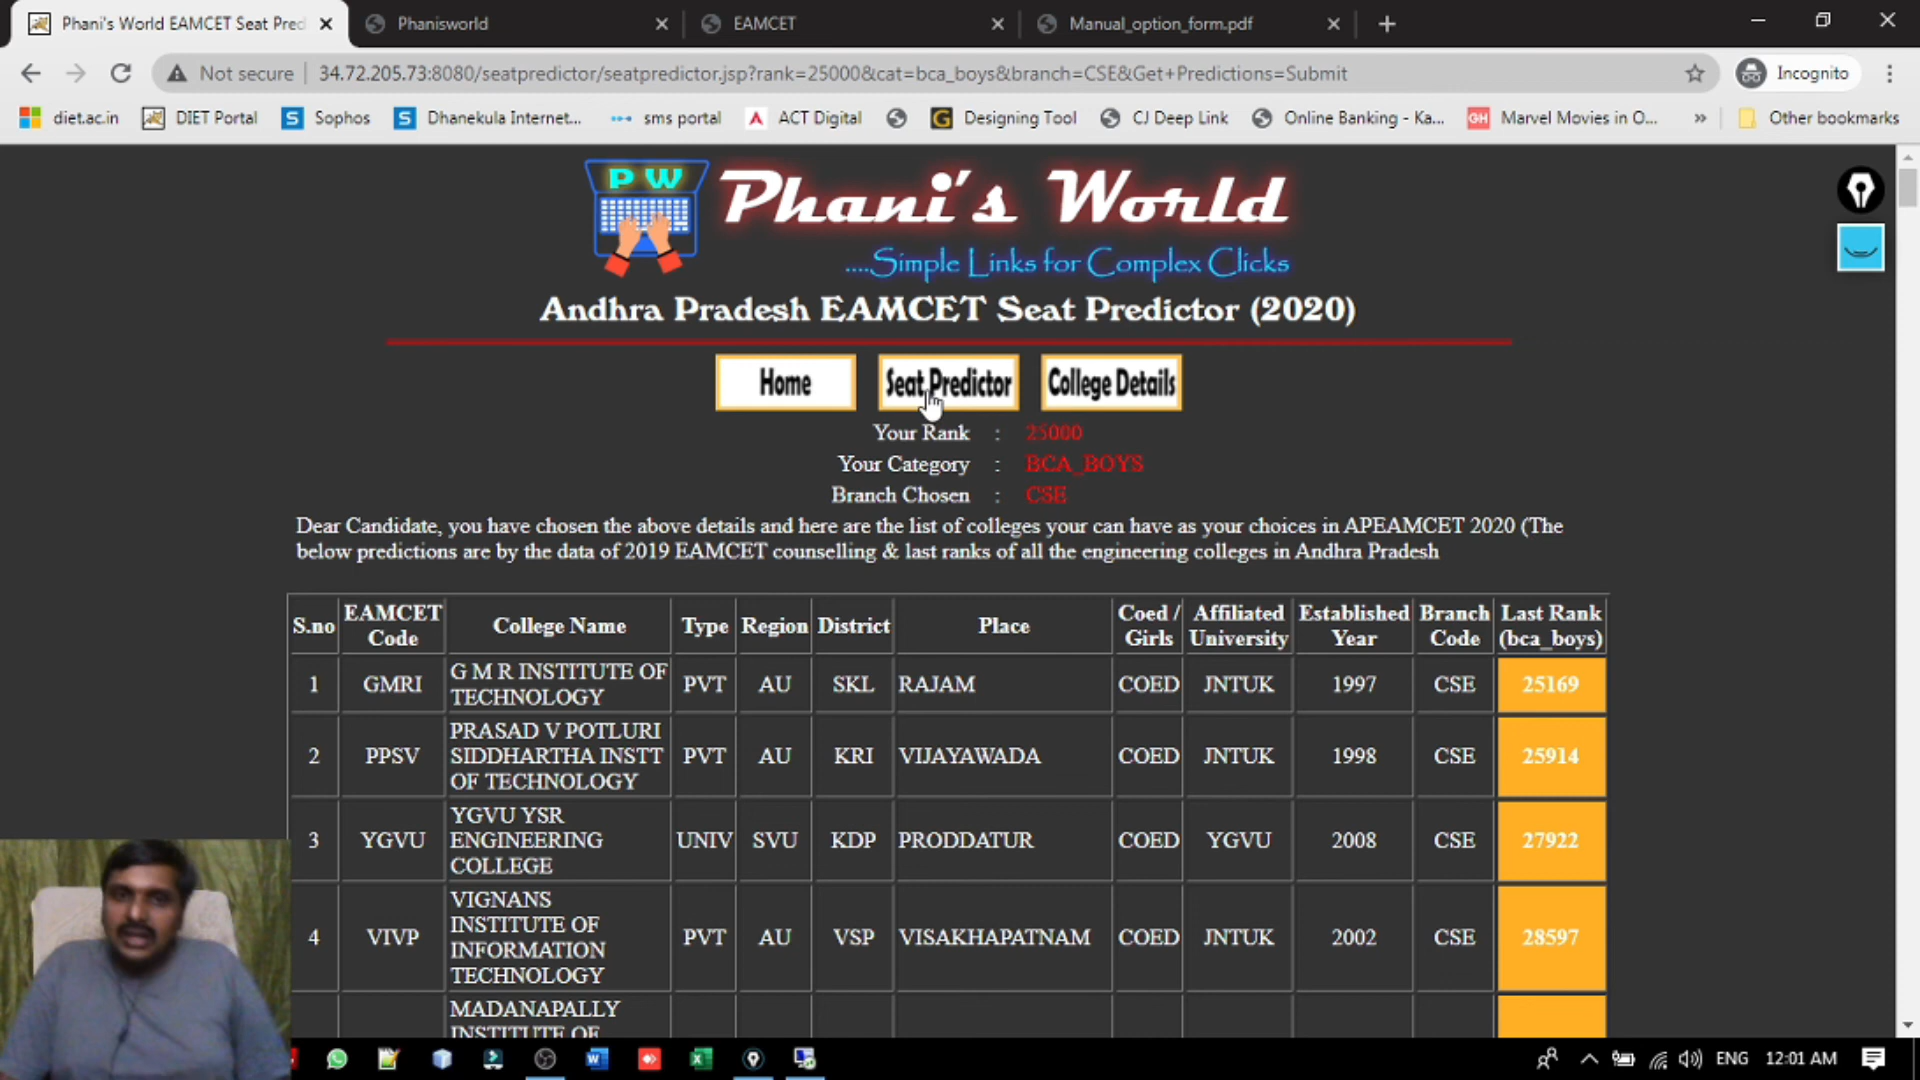 Phani's World EAMCET Seat Pred
Phanisworld
EAMCET
Manual_option_form.pdf
Not secure
34.72.205.73:8080/seatpredictor/seatpredictor.jsp?rank=25000&cat=bca_boys&branch=CSE&Get+Predictions=Submit
Incognito
diet.ac.in
DIET Portal
S
Sophos
S
Dhanekula Internet...
sms portal
A
ACT Digital
G
Designing Tool
CJ Deep Link
Online Banking - Ka...
GH
Marvel Movies in O...
»
Other bookmarks
P W
Phani's World
....Simple Links for Complex Clicks
Andhra Pradesh EAMCET Seat Predictor (2020)
Home
Seat Predictor
College Details
Your Rank : 25000
Your Category : BCA_BOYS
Branch Chosen : CSE
Dear Candidate, you have chosen the above details and here are the list of colleges your can have as your choices in APEAMCET 2020 (The
below predictions are by the data of 2019 EAMCET counselling & last ranks of all the engineering colleges in Andhra Pradesh
S.no
EAMCET
Code
College Name
Type
Region
District
Place
Coed /
Girls
Affiliated
University
Established
Year
Branch
Code
Last Rank
(bca_boys)
1
GMRI
G M R INSTITUTE OF
TECHNOLOGY
PVT
AU
SKL
RAJAM
COED
JNTUK
1997
CSE
25169
2
PPSV
PRASAD V POTLURI
SIDDHARTHA INSTT
OF TECHNOLOGY
PVT
AU
KRI
VIJAYAWADA
COED
JNTUK
1998
CSE
25914
3
YGVU
YGVU YSR
ENGINEERING
COLLEGE
UNIV
SVU
KDP
PRODDATUR
COED
YGVU
2008
CSE
27922
4
VIVP
VIGNANS
INSTITUTE OF
INFORMATION
TECHNOLOGY
PVT
AU
VSP
VISAKHAPATNAM
COED
JNTUK
2002
CSE
28597
MADANAPALLY
INSTITUTE OF
ENG
12:01 AM